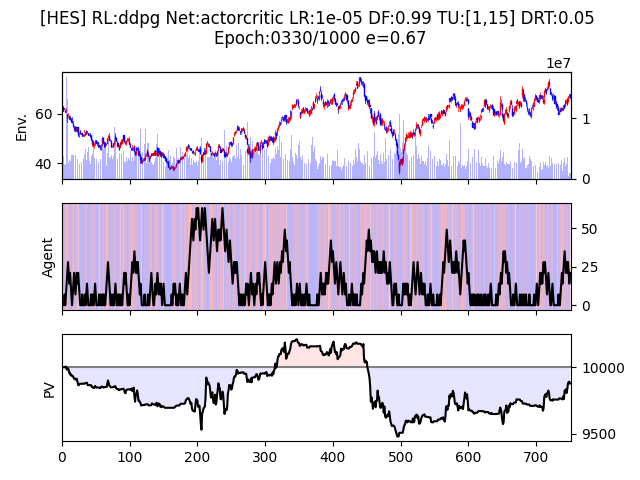 [HES] RL:ddpg Net:actorcritic LR:1e-05 DF:0.99 TU:[1,15] DRT:0.05
Epoch:0330/1000 e=0.67
1e7
Env.
60
40
1
0
Agent
50
25
0
PV
10000
9500
0 100 200 300 400 500 600 700